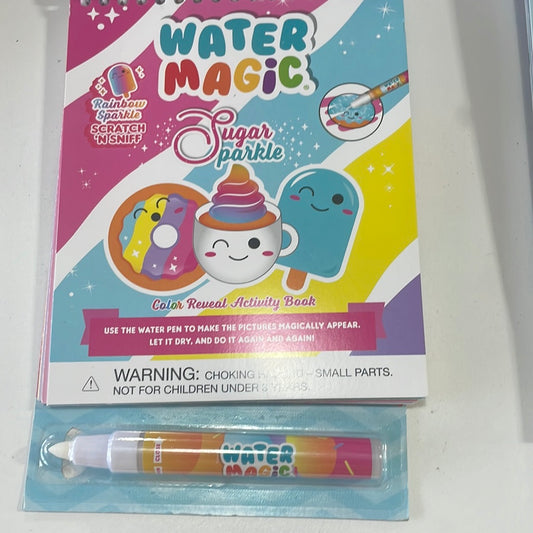 WATER
MAGIC
Rainbow
Sparkle
SCRATCH
'N SNIFF
Sugar
Sparkle
Color Reveal Activity Book
USE THE WATER PEN TO MAKE THE PICTURES MAGICALLY APPEAR.
LET IT DRY, AND DO IT AGAIN AND AGAIN!
WARNING: CHOKING – SMALL PARTS.
NOT FOR CHILDREN UNDER 3 YEARS.
WATER
MAGIC